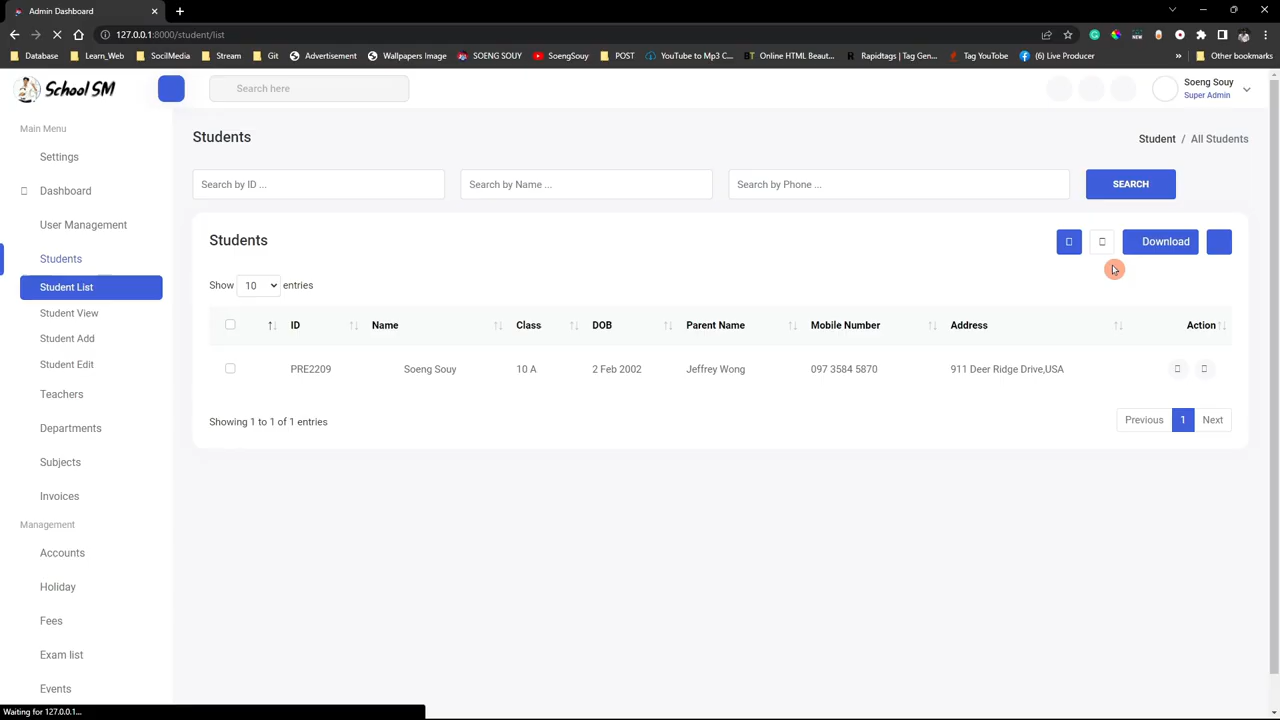 Admin Dashboard
127.0.0.1:8000/student/list
Database Learn_Web SocilMedia Stream Git Advertisement Wallpapers Image SOENG SOUY SoengSouy POST YouTube to Mp3 C... Online HTML Beaut... Rapidtags | Tag Gen... Tag YouTube (6) Live Producer » Other bookmarks
School SM
Search here
Soeng Souy
Super Admin
Main Menu
Settings
Dashboard
User Management
Students
Student List
Student View
Student Add
Student Edit
Teachers
Departments
Subjects
Invoices
Management
Accounts
Holiday
Fees
Exam list
Events
Students
Student / All Students
Search by ID ... Search by Name ... Search by Phone ... SEARCH
Students
Download
Show 10 entries
ID Name Class DOB Parent Name Mobile Number Address Action
PRE2209 Soeng Souy 10 A 2 Feb 2002 Jeffrey Wong 097 3584 5870 911 Deer Ridge Drive,USA
Showing 1 to 1 of 1 entries
Previous 1 Next
Waiting for 127.0.0.1...